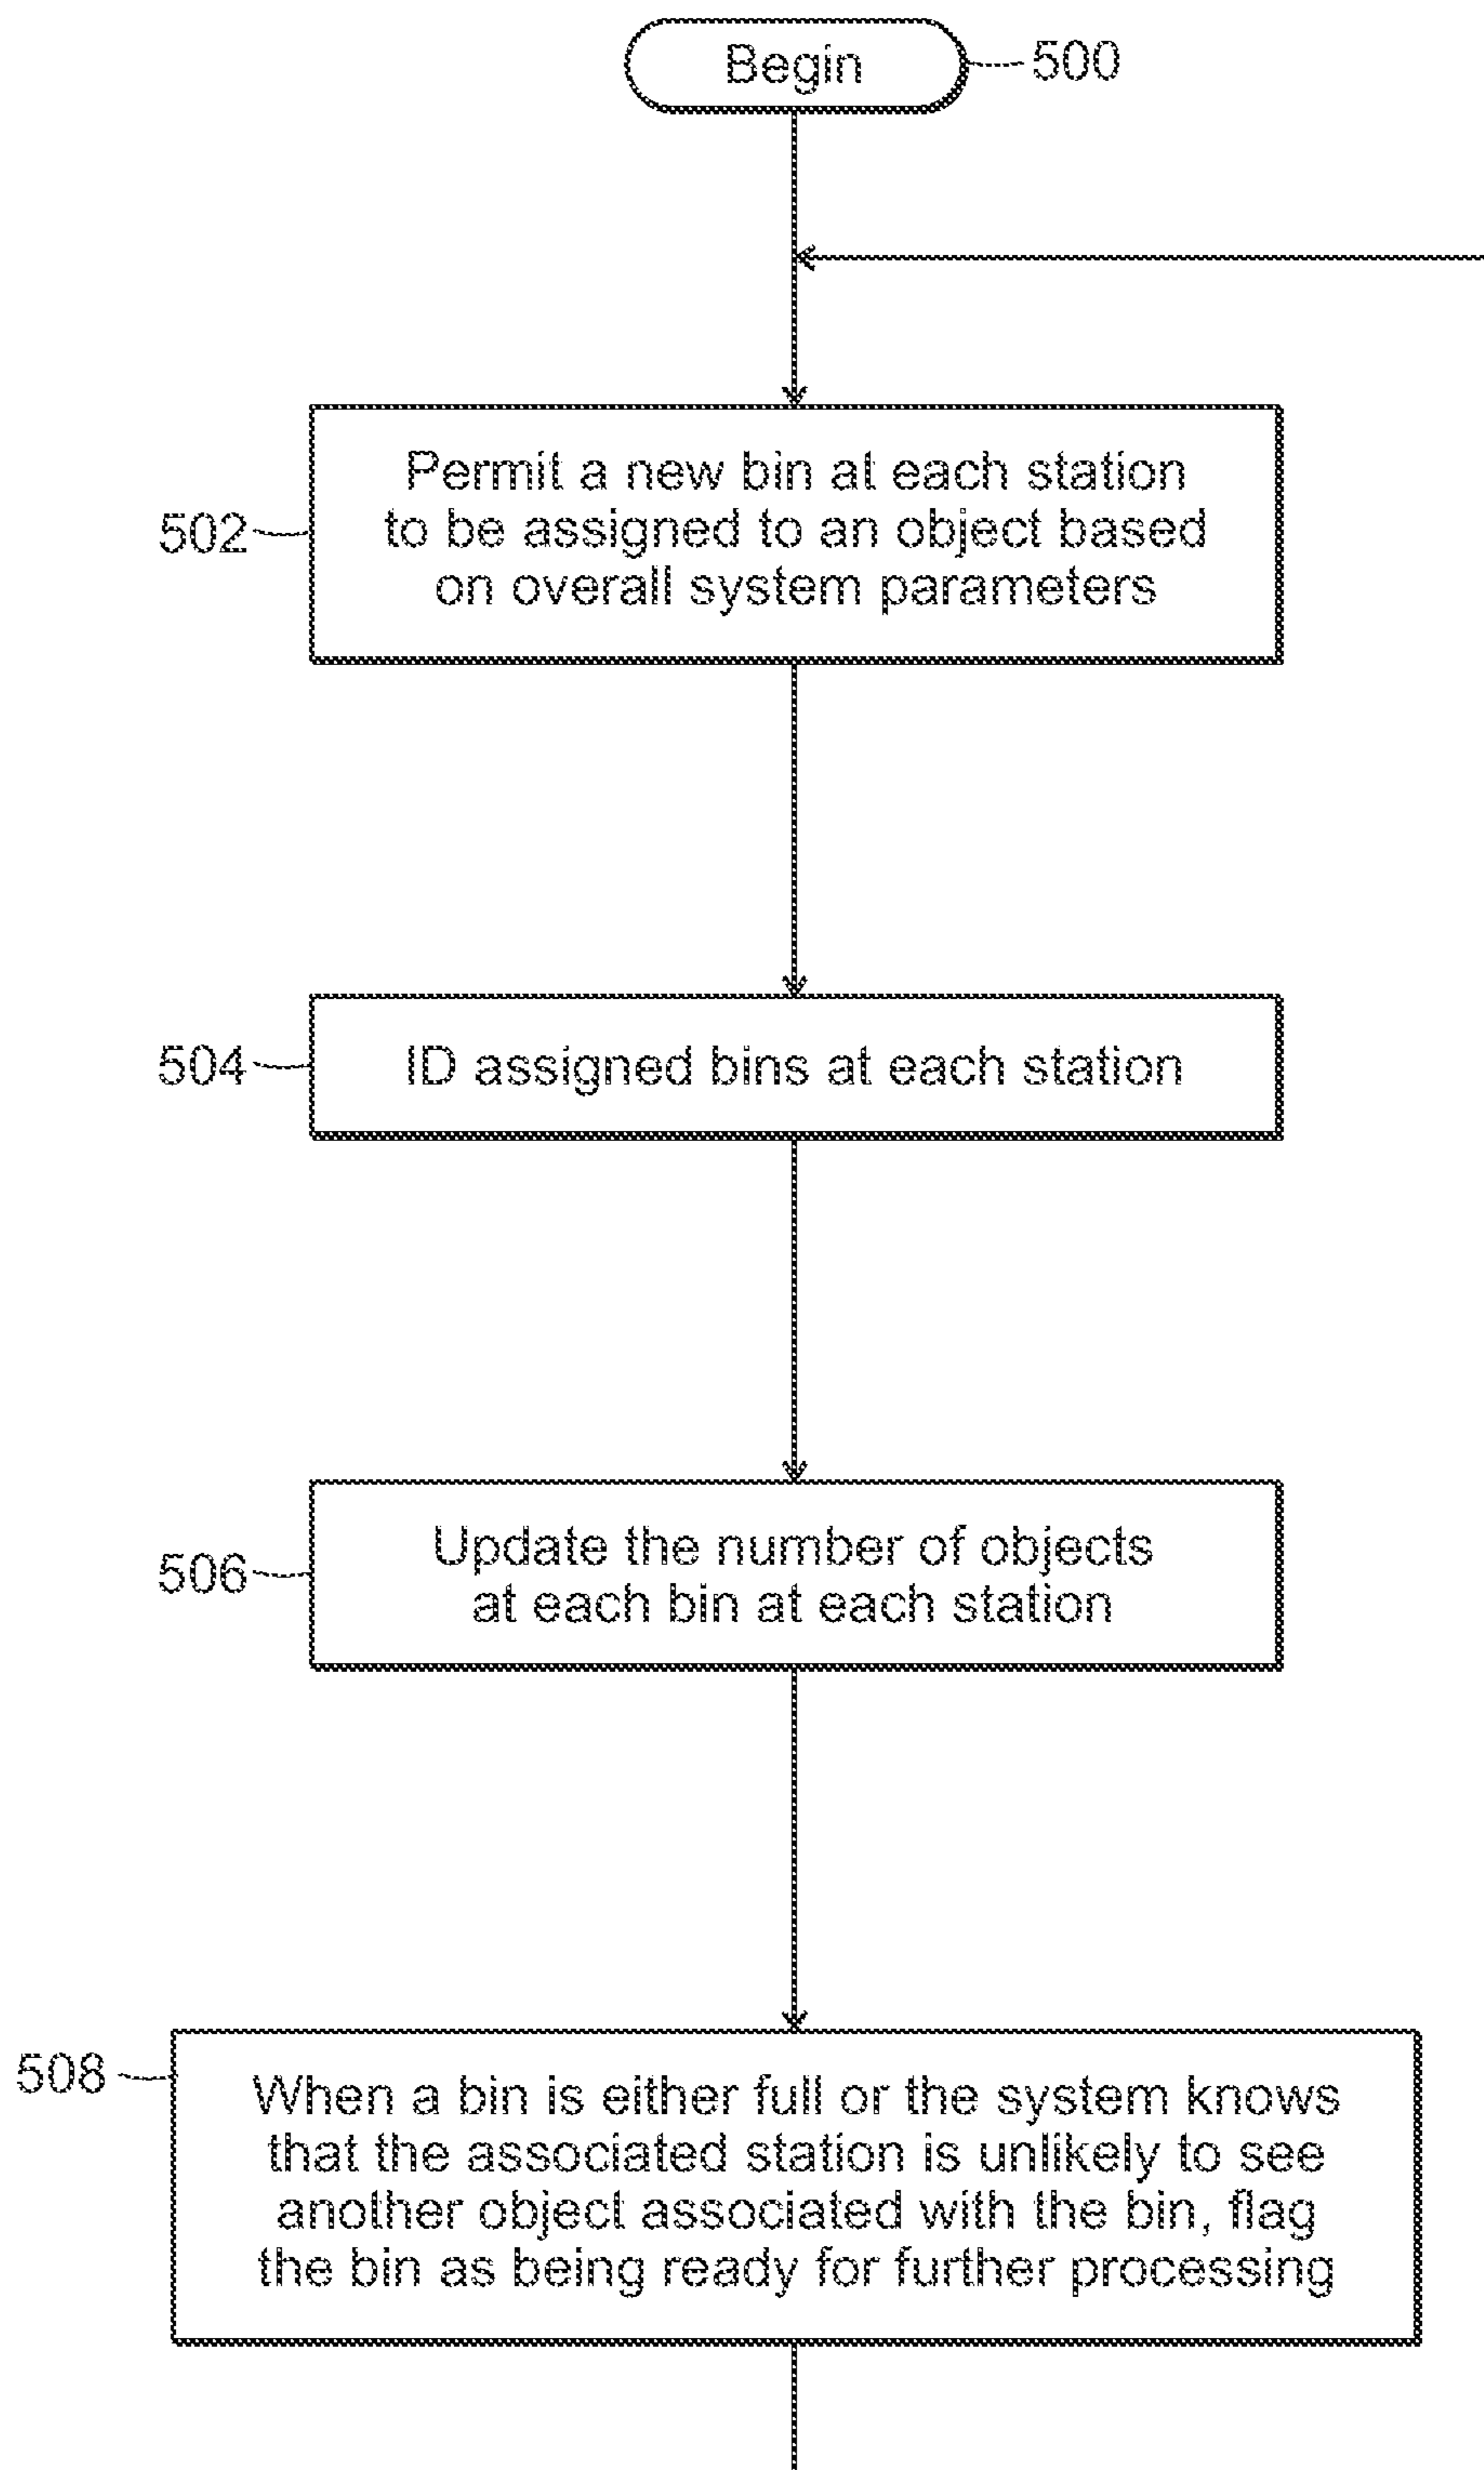 Begin
500
502
Permit a new bin at each station
to be assigned to an object based
on overall system parameters
504
ID assigned bins at each station
506
Update the number of objects
at each bin at each station
508
When a bin is either full or the system knows
that the associated station is unlikely to see
another object associated with the bin, flag
the bin as being ready for further processing